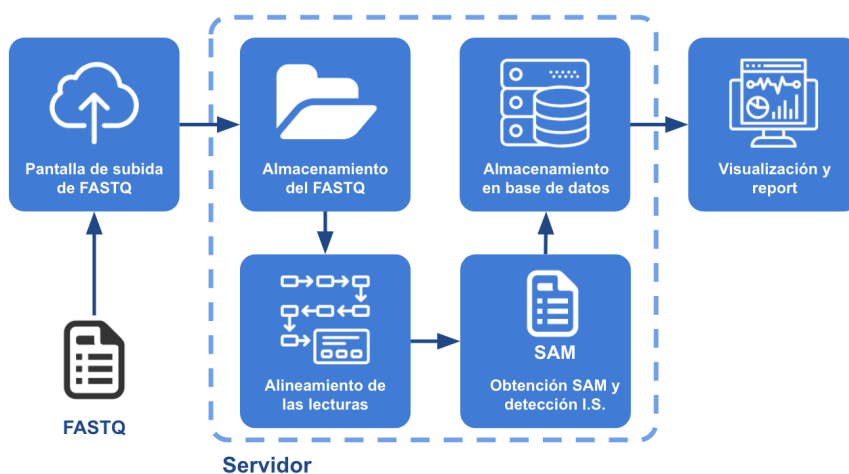 Pantalla de subida
de FASTQ
Almacenamiento
del FASTQ
Almacenamiento
en base de datos
Visualización y
report
FASTQ
Alineamiento de
las lecturas
SAM
Obtención SAM y
detección I.S.
Servidor